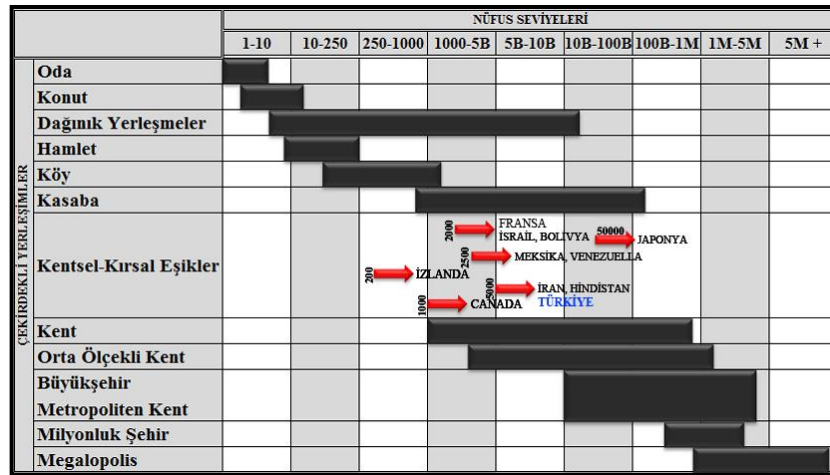 NÜFUS SEVİYELERİ
1-10 10-250 250-1000 1000-5B 5B-10B 10B-100B 100B-1M 1M-5M 5M +
ÇEKİRDEKLİ YERLEŞİMLER
Oda
Konut
Dağınık Yerleşmeler
Hamlet
Köy
Kasaba
Kentsel-Kırsal Eşikler
2000 FRANSA
İSRAİL, BOLIVYA
50000 JAPONYA
2500 MEKSİKA, VENEZUELLA
200 İZLANDA
5000 İRAN, HİNDİSTAN
TÜRKİYE
1000 CANADA
Kent
Orta Ölçekli Kent
Büyükşehir
Metropoliten Kent
Milyonluk Şehir
Megalopolis